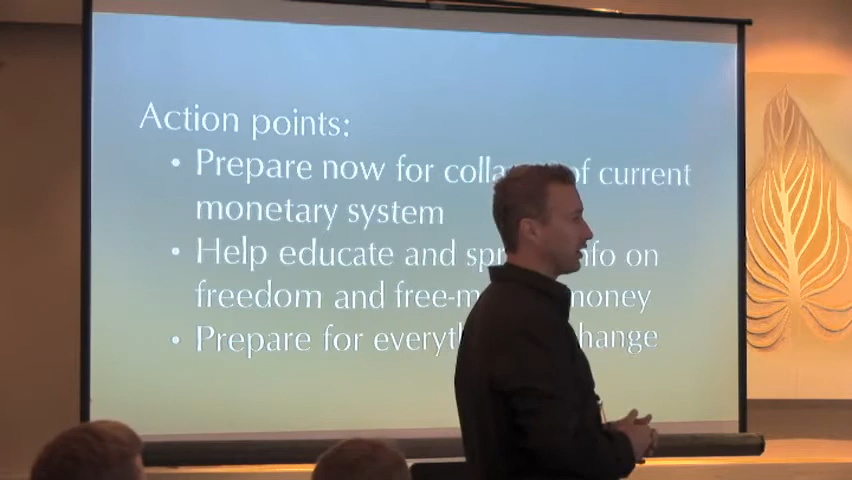 Action points:
• Prepare now for colla of current
monetary system
• Help educate and spr nfo on
freedom and free-m money
• Prepare for everyt hange